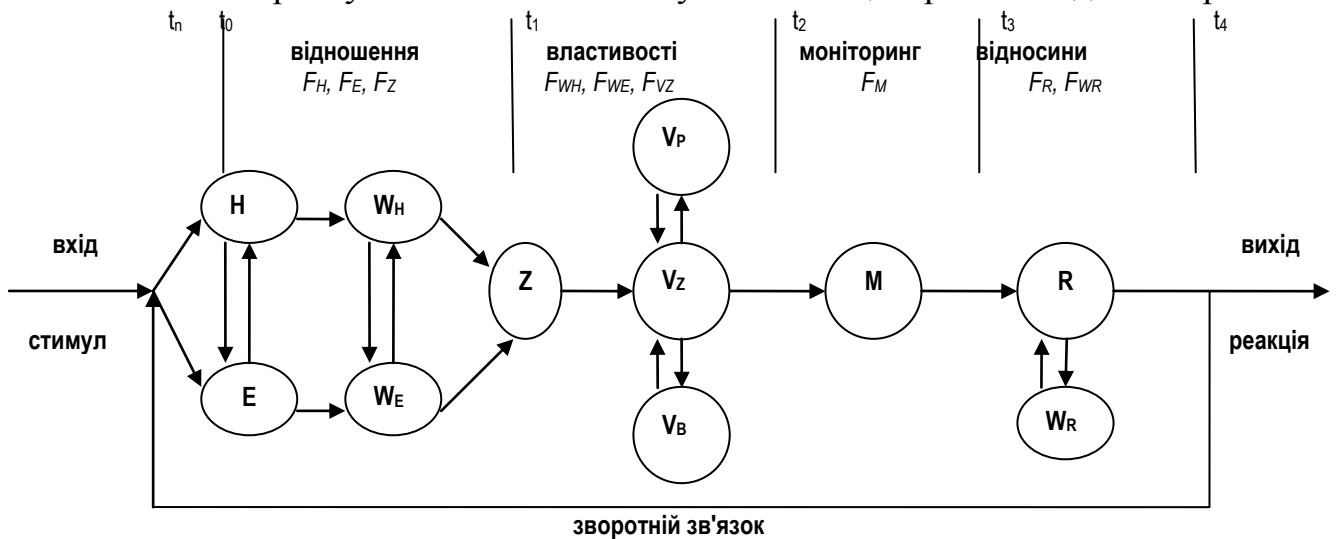 tn t0 t1 t2 t3 t4
відношення властивості моніторинг відносини
FH, FE, FZ FWH, FWE, FVZ FM FR, FWR
VP
H WH
вхід вихід
Z VZ M R
стимул реакція
E WE VB WR
зворотній зв'язок